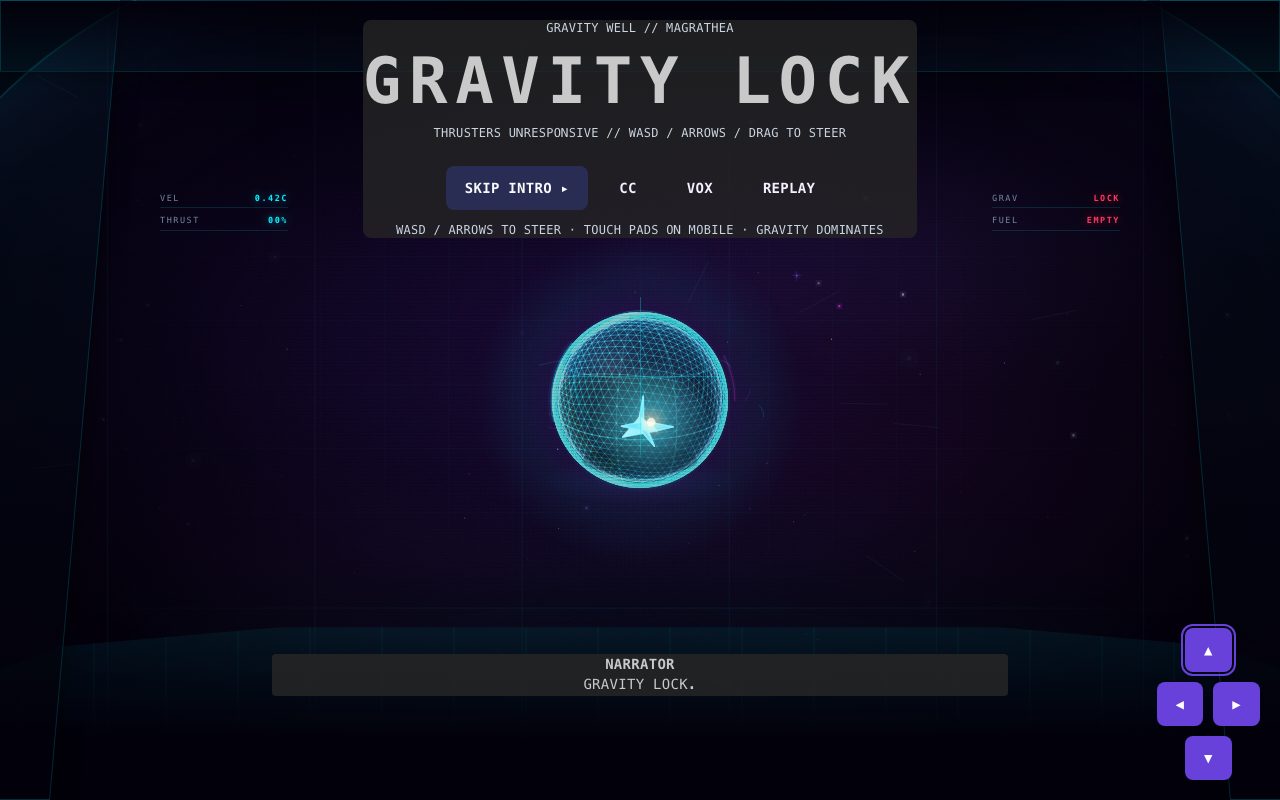 GRAVITY WELL // MAGRATHEA
GRAVITY LOCK
THRUSTERS UNRESPONSIVE // WASD / ARROWS / DRAG TO STEER
SKIP INTRO ▸ CC VOX REPLAY
WASD / ARROWS TO STEER · TOUCH PADS ON MOBILE · GRAVITY DOMINATES
VEL 0.42C
THRUST 00%
GRAV LOCK
FUEL EMPTY
NARRATOR
GRAVITY LOCK.
▲
◀ ▶
▼